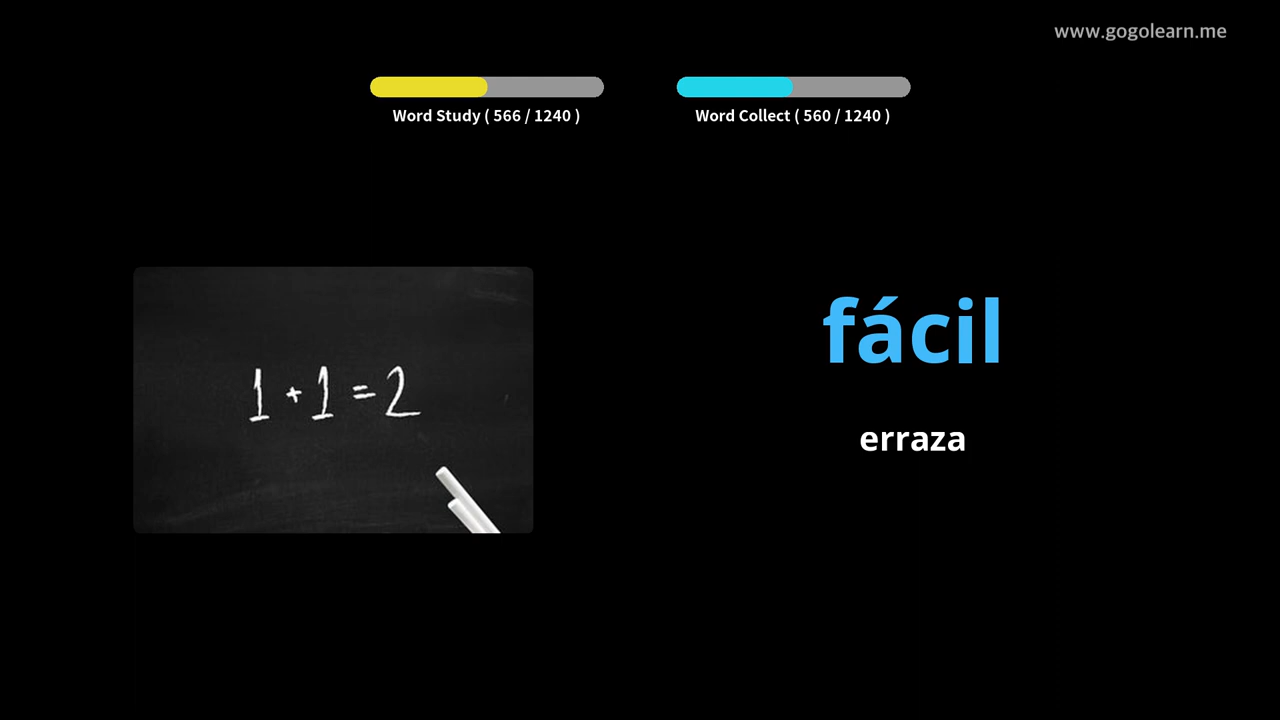 www.gogolearn.me
Word Study ( 566 / 1240 )
Word Collect ( 560 / 1240 )
1 + 1 = 2
fácil
erraza